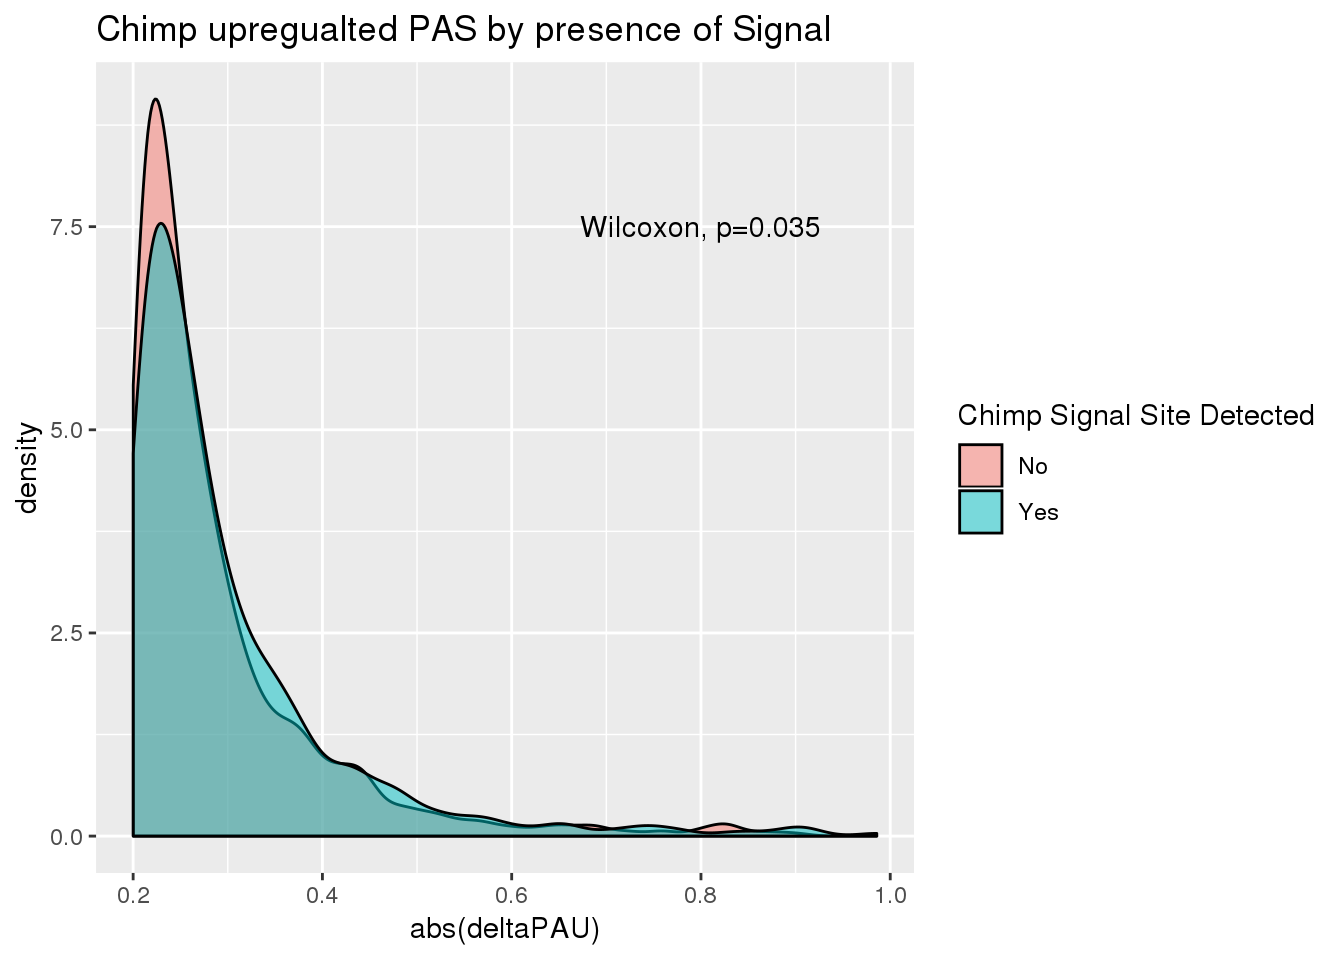 Chimp upregualted PAS by presence of Signal
Wilcoxon, p=0.035
7.5
5.0
2.5
0.0
density
0.2 0.4 0.6 0.8 1.0
abs(deltaPAU)
Chimp Signal Site Detected
No
Yes